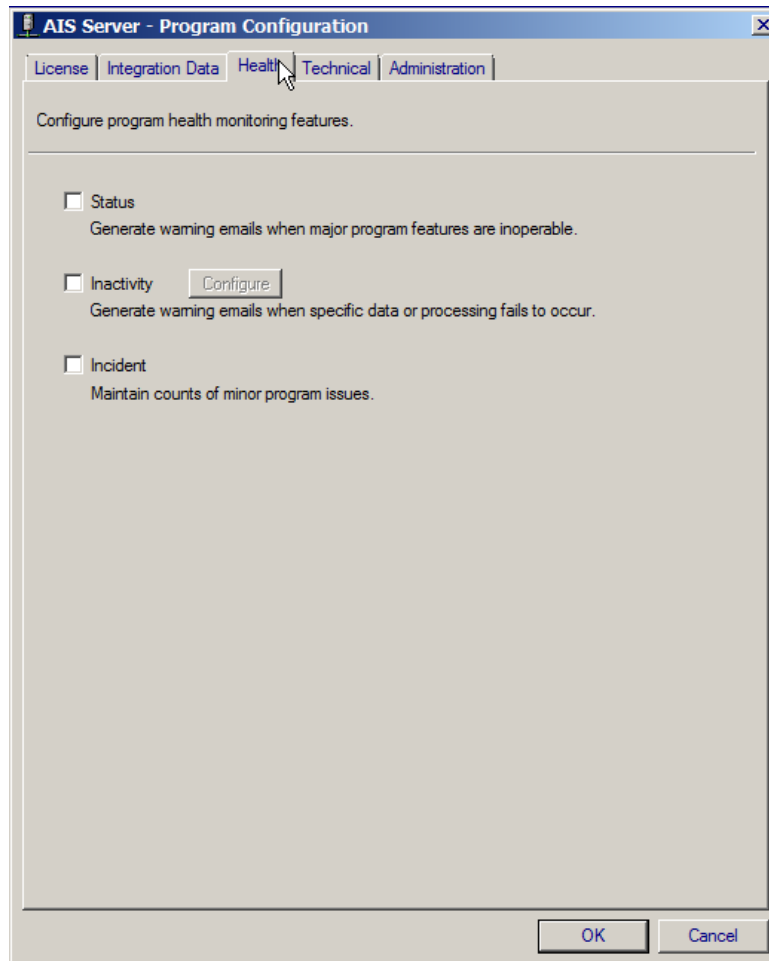 AIS Server - Program Configuration
License Integration Data Health Technical Administration
Configure program health monitoring features.
Status
Generate warning emails when major program features are inoperable.
Inactivity Configure
Generate warning emails when specific data or processing fails to occur.
Incident
Maintain counts of minor program issues.
OK Cancel